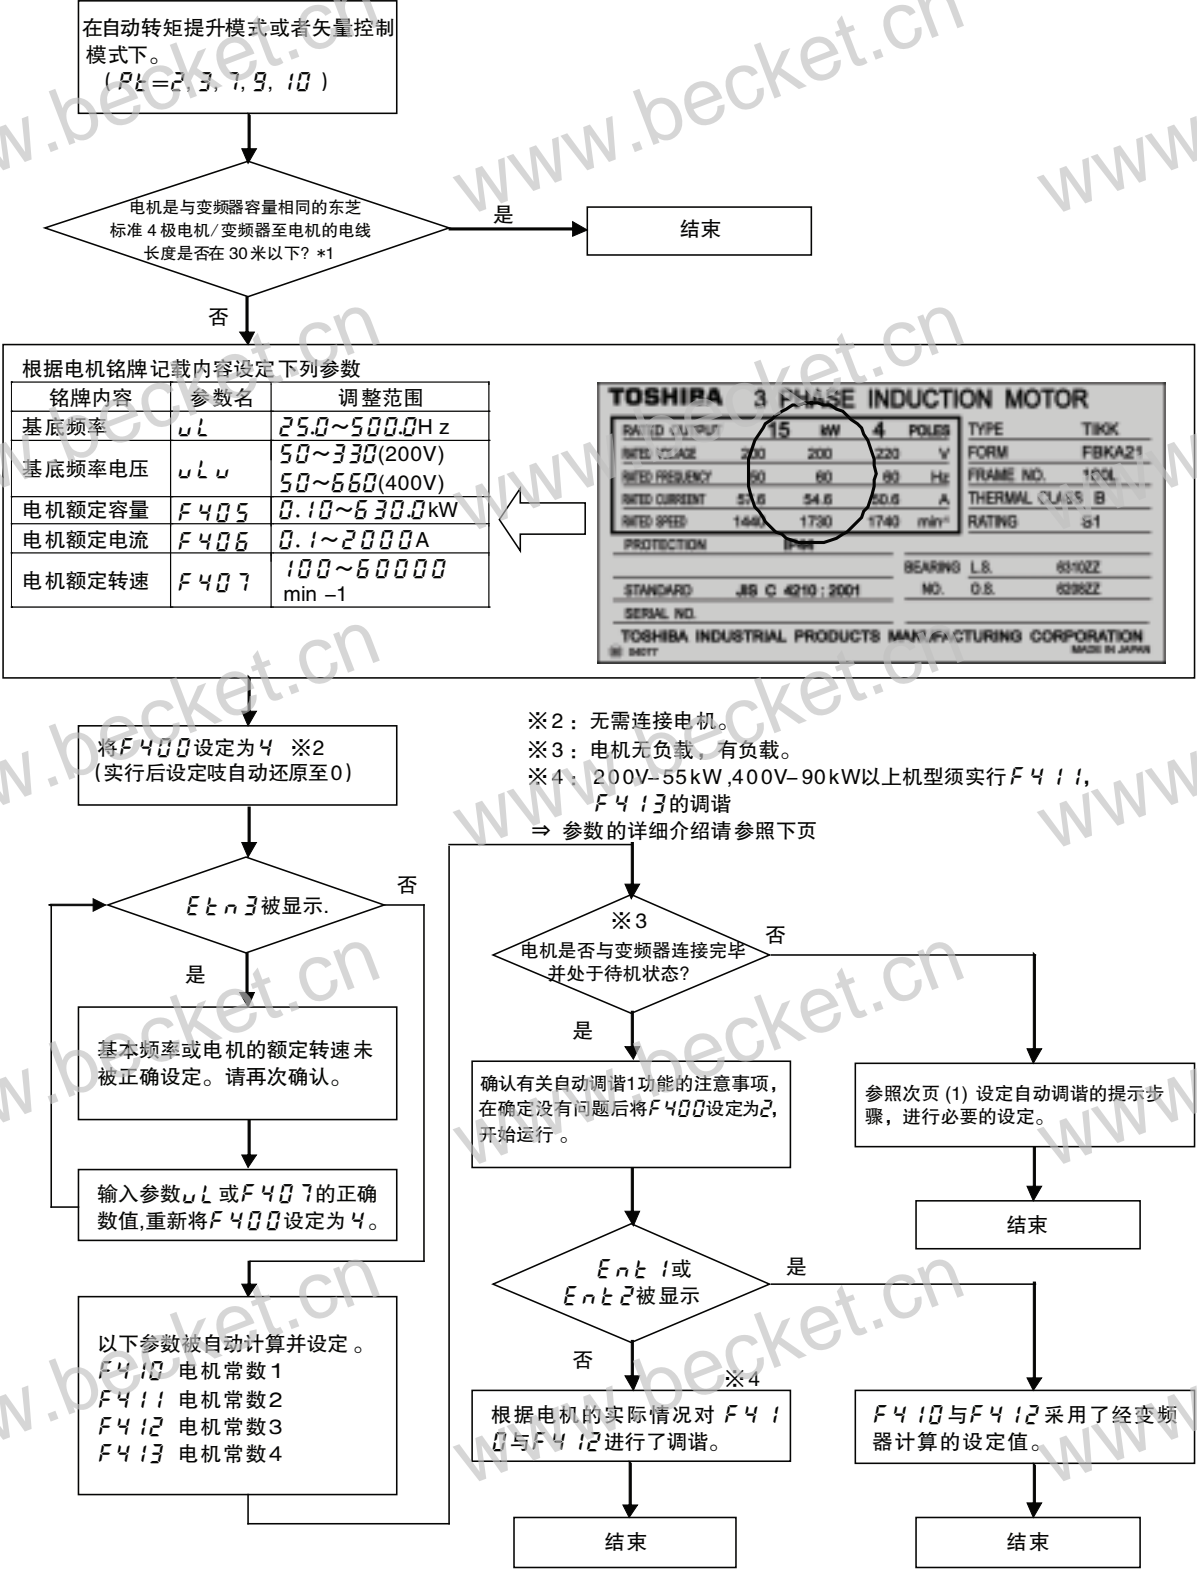 在自动转矩提升模式或者矢量控制
模式下。
(Pt=2, 3, 7, 9, 10)
电机是与变频器容量相同的东芝
标准4极电机/变频器至电机的电线
长度是否在30米以下? *1
是
结束
否
根据电机铭牌记载内容设定下列参数
铭牌内容 参数名 调整范围
基底频率 uL 25.0~500.0Hz
基底频率电压 uLu 50~330(200V)
50~660(400V)
电机额定容量 F405 0.10~630.0kW
电机额定电流 F406 0.1~2000A
电机额定转速 F407 100~60000
min –1
TOSHIBA 3 PHASE INDUCTION MOTOR
RATED OUTPUT 15 kW 4 POLES TYPE TIKK
RATED VOLTAGE 200 200 220 V FORM FBKA21
RATED FREQUENCY 50 60 60 Hz FRAME NO. 160L
RATED CURRENT 57.6 54.6 50.6 A THERMAL CLASS B
RATED SPEED 1440 1730 1740 min⁻¹ RATING S1
PROTECTION IP44
BEARING L.S. 6310ZZ
STANDARD JIS C 4210 : 2001 NO. O.S. 6208ZZ
SERIAL NO.
TOSHIBA INDUSTRIAL PRODUCTS MANUFACTURING CORPORATION
MADE IN JAPAN
将F400设定为4 ※2
(实行后设定吱自动还原至0)
※2：无需连接电机。
※3：电机无负载，有负载。
※4：200V–55kW ,400V–90kW以上机型须实行F411,
F413的调谐
⇒ 参数的详细介绍请参照下页
Etn3被显示.
否
是
基本频率或电机的额定转速未
被正确设定。请再次确认。
输入参数uL或F407的正确
数值,重新将F400设定为4。
以下参数被自动计算并设定。
F410 电机常数1
F411 电机常数2
F412 电机常数3
F413 电机常数4
※3
电机是否与变频器连接完毕
并处于待机状态?
否
是
确认有关自动调谐1功能的注意事项,
在确定没有问题后将F400设定为2,
开始运行。
参照次页 (1) 设定自动调谐的提示步
骤，进行必要的设定。
结束
Ent1或
Ent2被显示
是
否
※4
根据电机的实际情况对 F41
0与F412进行了调谐。
F410与F412采用了经变频
器计算的设定值。
结束
结束
www.becket.cn